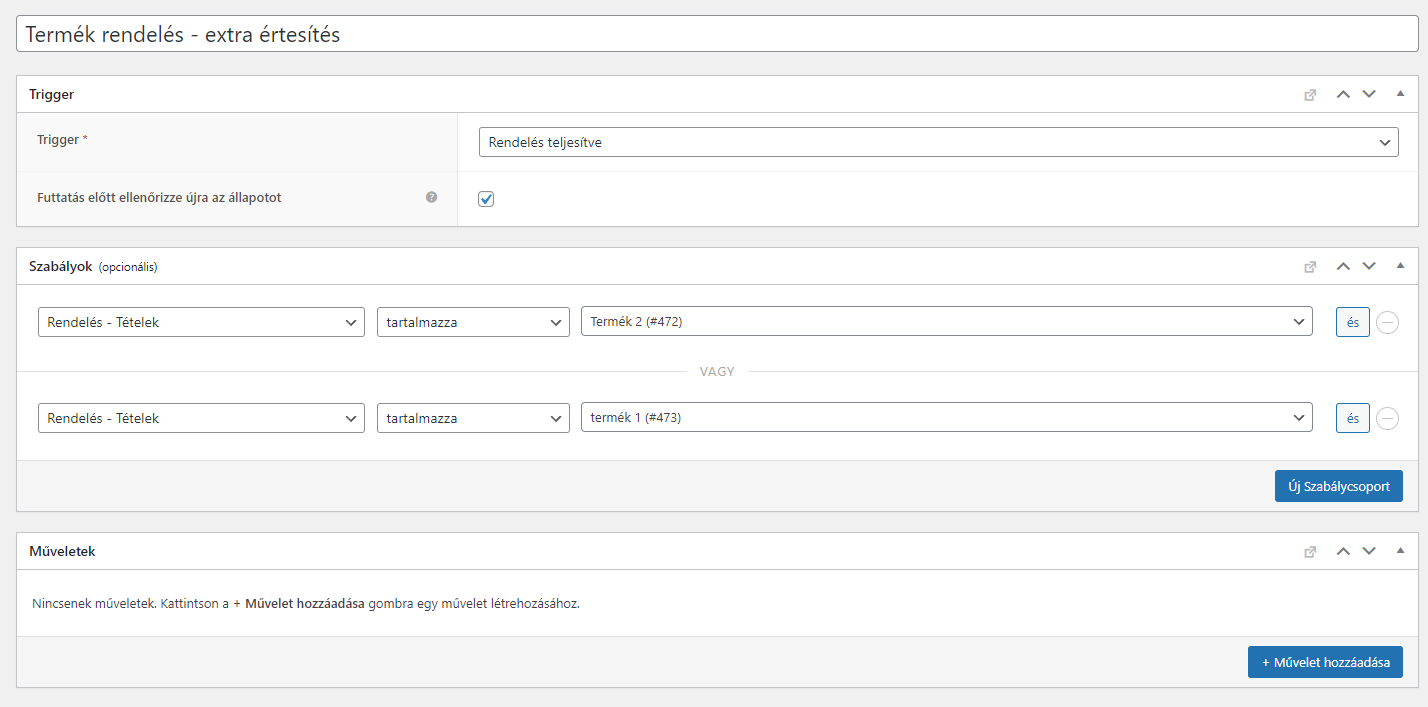 Termék rendelés - extra értesítés
Trigger
Trigger *
Rendelés teljesítve
Futtatás előtt ellenőrizze újra az állapotot
?
Szabályok (opcionális)
Rendelés - Tételek tartalmazza Termék 2 (#472) és
VAGY
Rendelés - Tételek tartalmazza termék 1 (#473) és
Új Szabálycsoport
Műveletek
Nincsenek műveletek. Kattintson a + Művelet hozzáadása gombra egy művelet létrehozásához.
+ Művelet hozzáadása